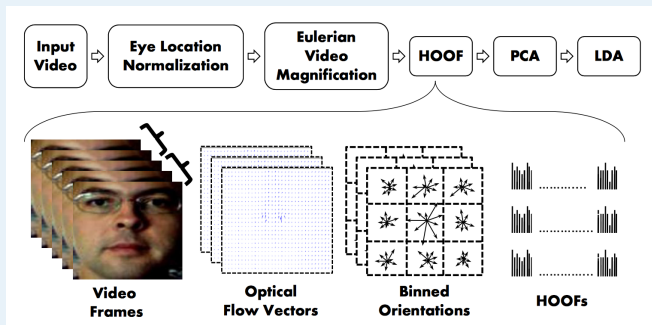 Input
Video
Eye Location
Normalization
Eulerian
Video
Magnification
HOOF
PCA
LDA
Video
Frames
Optical
Flow Vectors
Binned
Orientations
HOOFs